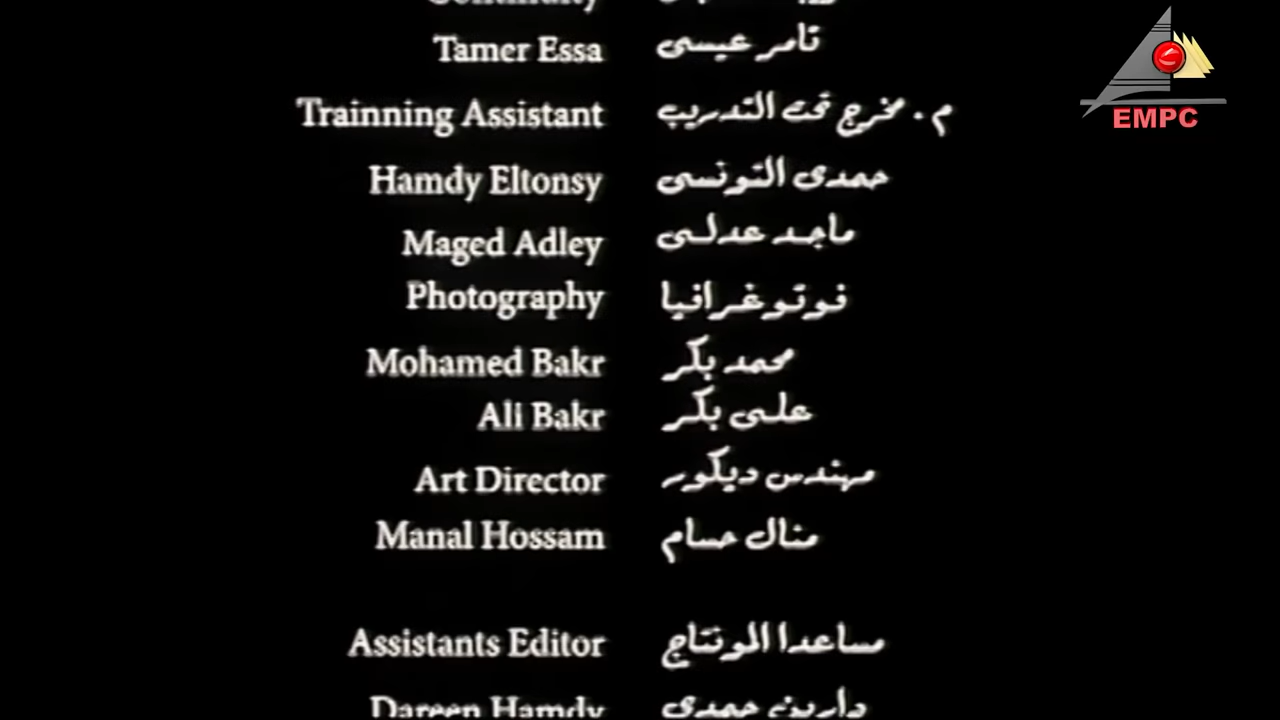 Continuity
Tamer Essa تامر عيسى
Trainning Assistant م . مخرج تحت التدريب
Hamdy Eltonsy حمدى التونسى
Maged Adley ماجد عدلى
Photography فوتوغرافيا
Mohamed Bakr محمد بكر
Ali Bakr على بكر
Art Director مهندس ديكور
Manal Hossam منال حسام
Assistants Editor مساعدا المونتاج
Dareen Hamdy دارين حمدى
EMPC